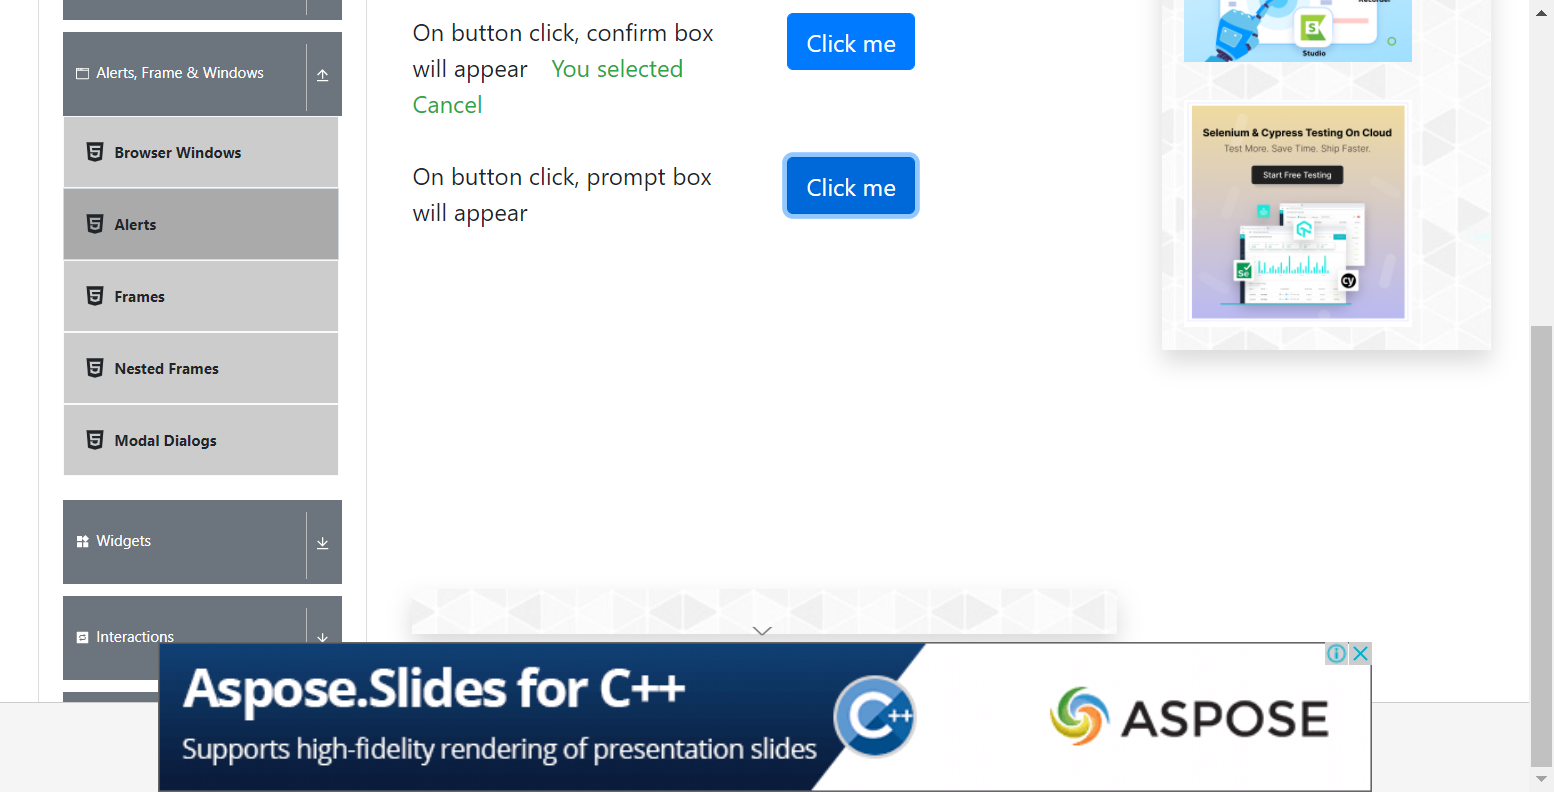 Alerts, Frame & Windows
Browser Windows
Alerts
Frames
Nested Frames
Modal Dialogs
Widgets
Interactions
On button click, confirm box
will appear You selected
Cancel
Click me
On button click, prompt box
will appear
Click me
Recorder
Studio
Selenium & Cypress Testing On Cloud
Test More. Save Time. Ship Faster.
Start Free Testing
Se
cy
Aspose.Slides for C++
Supports high-fidelity rendering of presentation slides
C++
ASPOSE